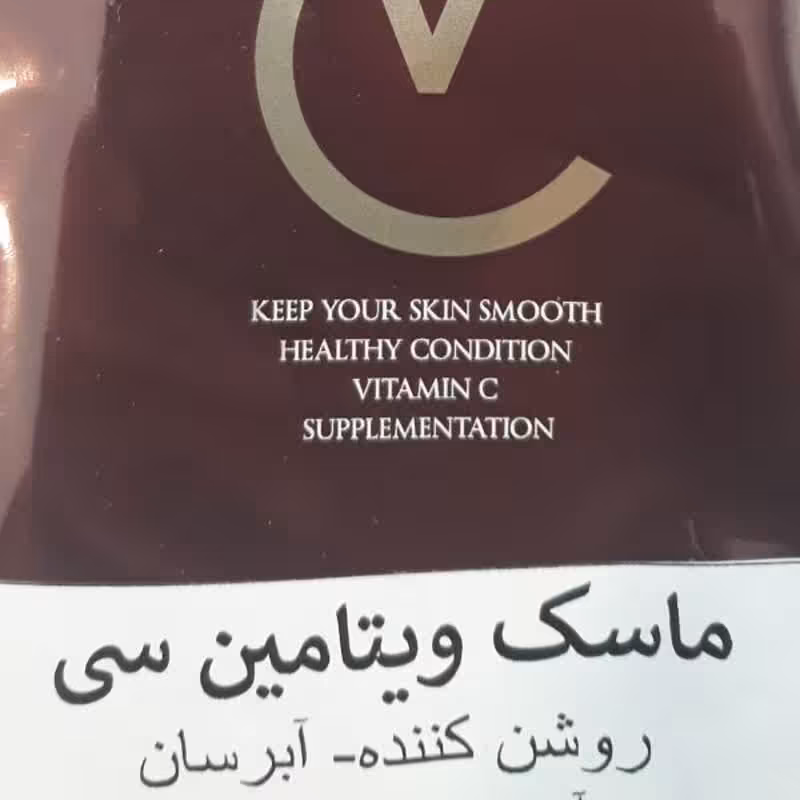 V
KEEP YOUR SKIN SMOOTH
HEALTHY CONDITION
VITAMIN C
SUPPLEMENTATION
ماسک ویتامین سی
روشن کننده- آبرسان